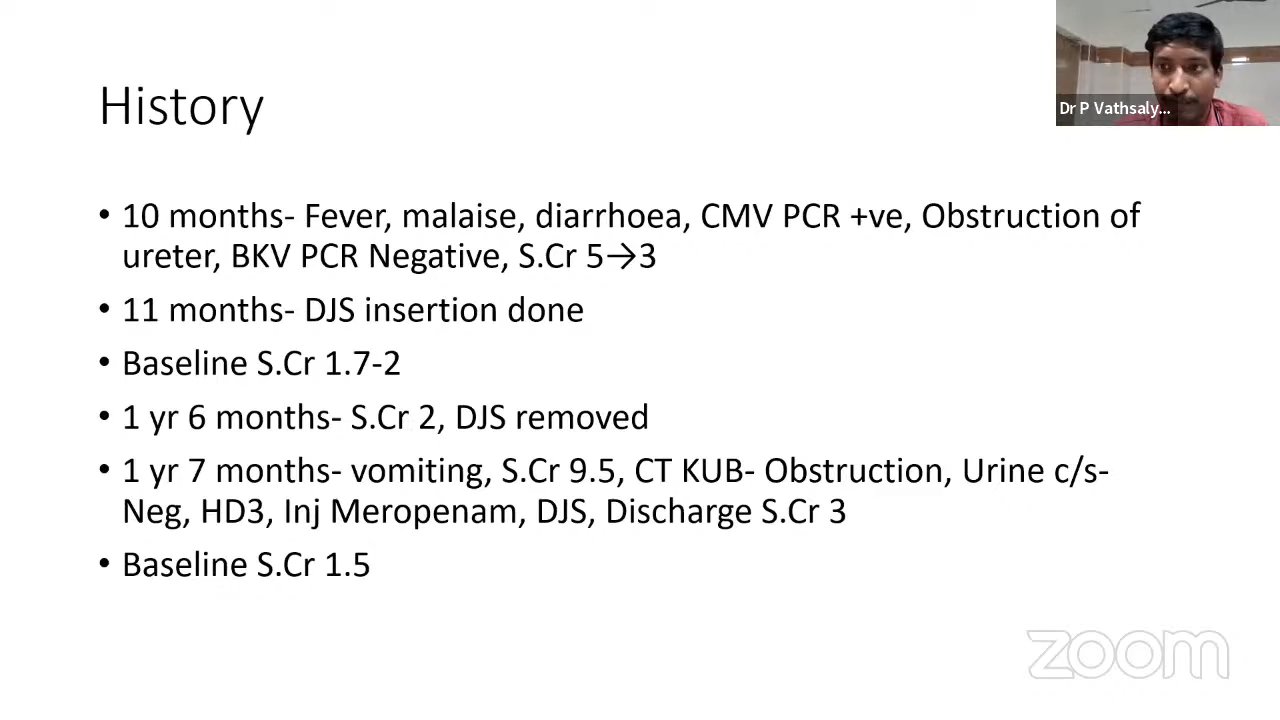 Dr P Vathsaly...
History
• 10 months- Fever, malaise, diarrhoea, CMV PCR +ve, Obstruction of
ureter, BKV PCR Negative, S.Cr 5→3
• 11 months- DJS insertion done
• Baseline S.Cr 1.7-2
• 1 yr 6 months- S.Cr 2, DJS removed
• 1 yr 7 months- vomiting, S.Cr 9.5, CT KUB- Obstruction, Urine c/s-
Neg, HD3, Inj Meropenam, DJS, Discharge S.Cr 3
• Baseline S.Cr 1.5
zoom